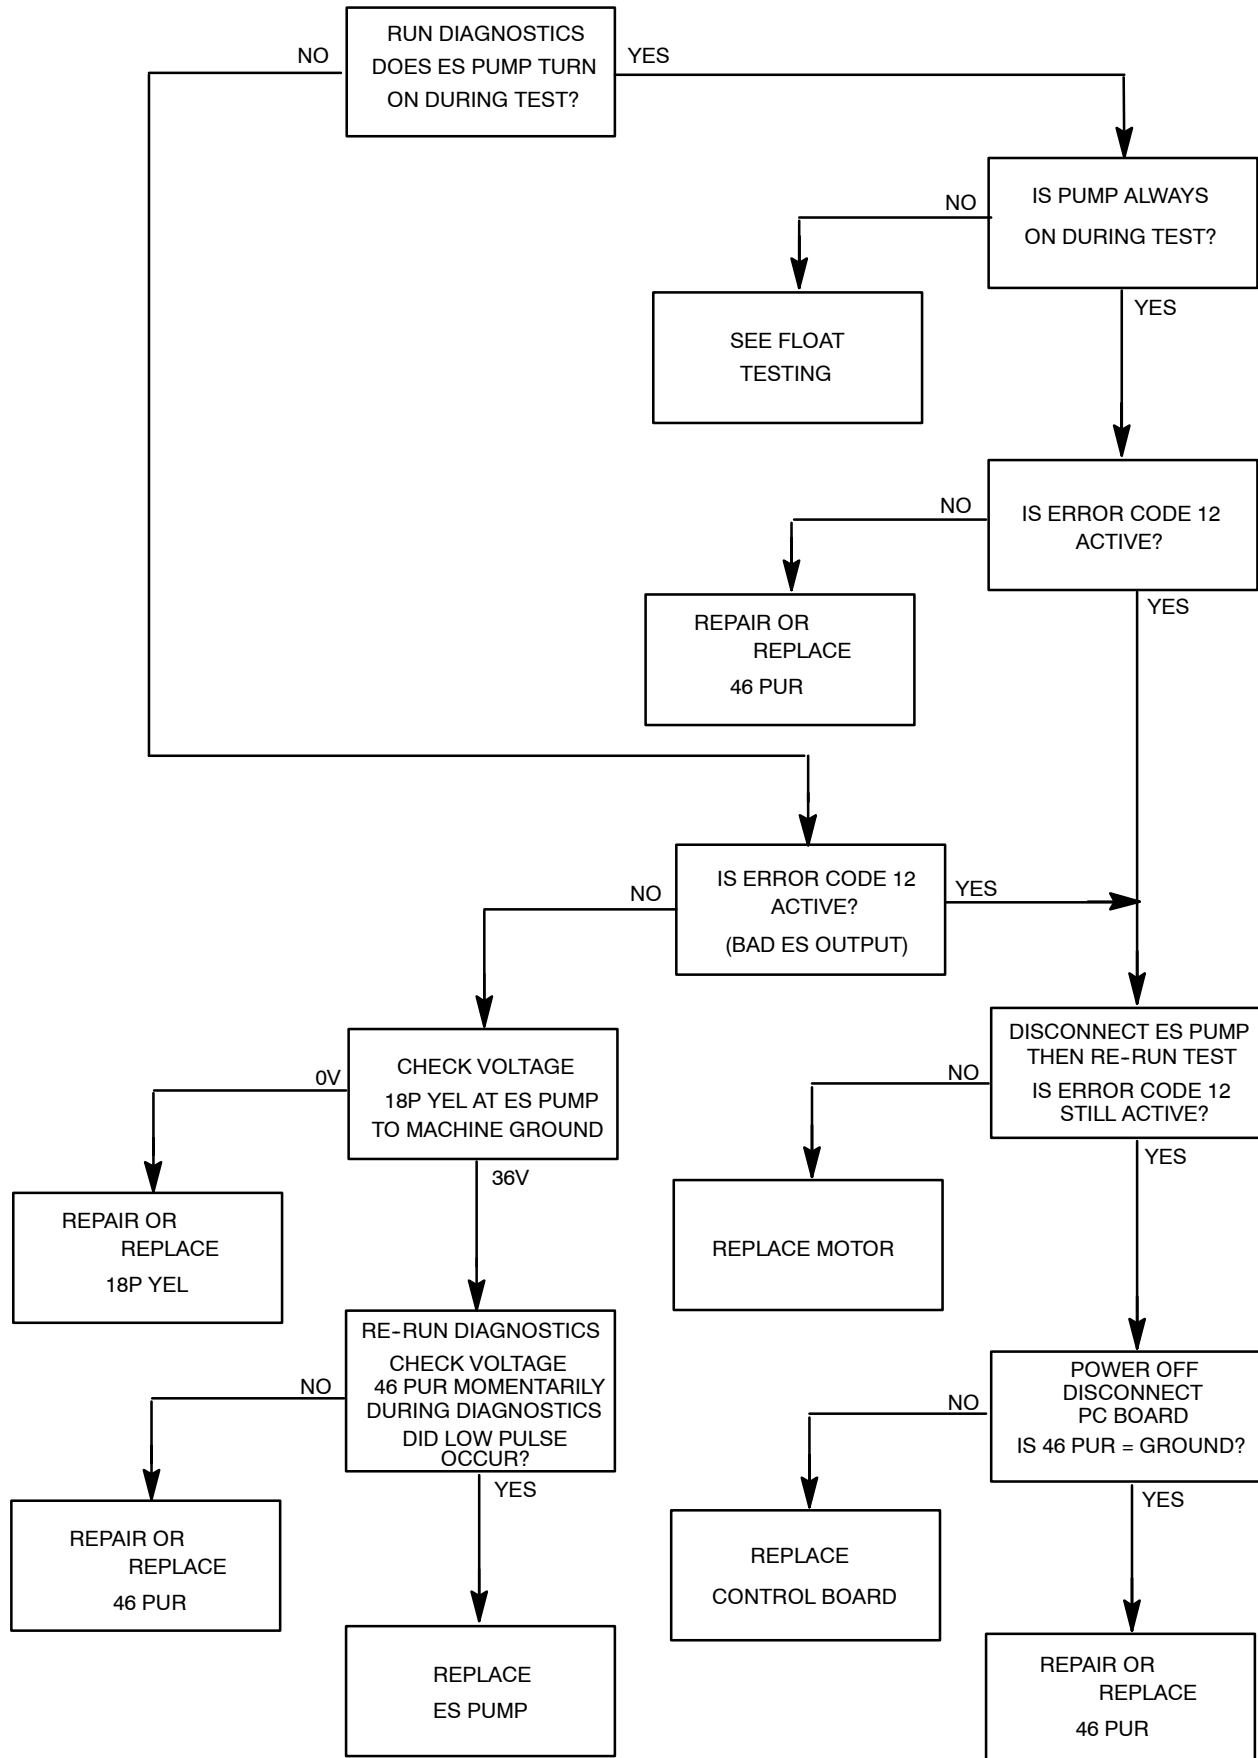 RUN DIAGNOSTICS
DOES ES PUMP TURN
ON DURING TEST?
NO
YES
IS PUMP ALWAYS
ON DURING TEST?
NO
YES
SEE FLOAT
TESTING
IS ERROR CODE 12
ACTIVE?
NO
YES
REPAIR OR
REPLACE
46 PUR
IS ERROR CODE 12
ACTIVE?
(BAD ES OUTPUT)
NO
YES
CHECK VOLTAGE
18P YEL AT ES PUMP
TO MACHINE GROUND
0V
36V
DISCONNECT ES PUMP
THEN RE-RUN TEST
IS ERROR CODE 12
STILL ACTIVE?
NO
YES
REPAIR OR
REPLACE
18P YEL
REPLACE MOTOR
RE-RUN DIAGNOSTICS
CHECK VOLTAGE
46 PUR MOMENTARILY
DURING DIAGNOSTICS
DID LOW PULSE
OCCUR?
NO
YES
POWER OFF
DISCONNECT
PC BOARD
IS 46 PUR = GROUND?
NO
YES
REPAIR OR
REPLACE
46 PUR
REPLACE
CONTROL BOARD
REPLACE
ES PUMP
REPAIR OR
REPLACE
46 PUR